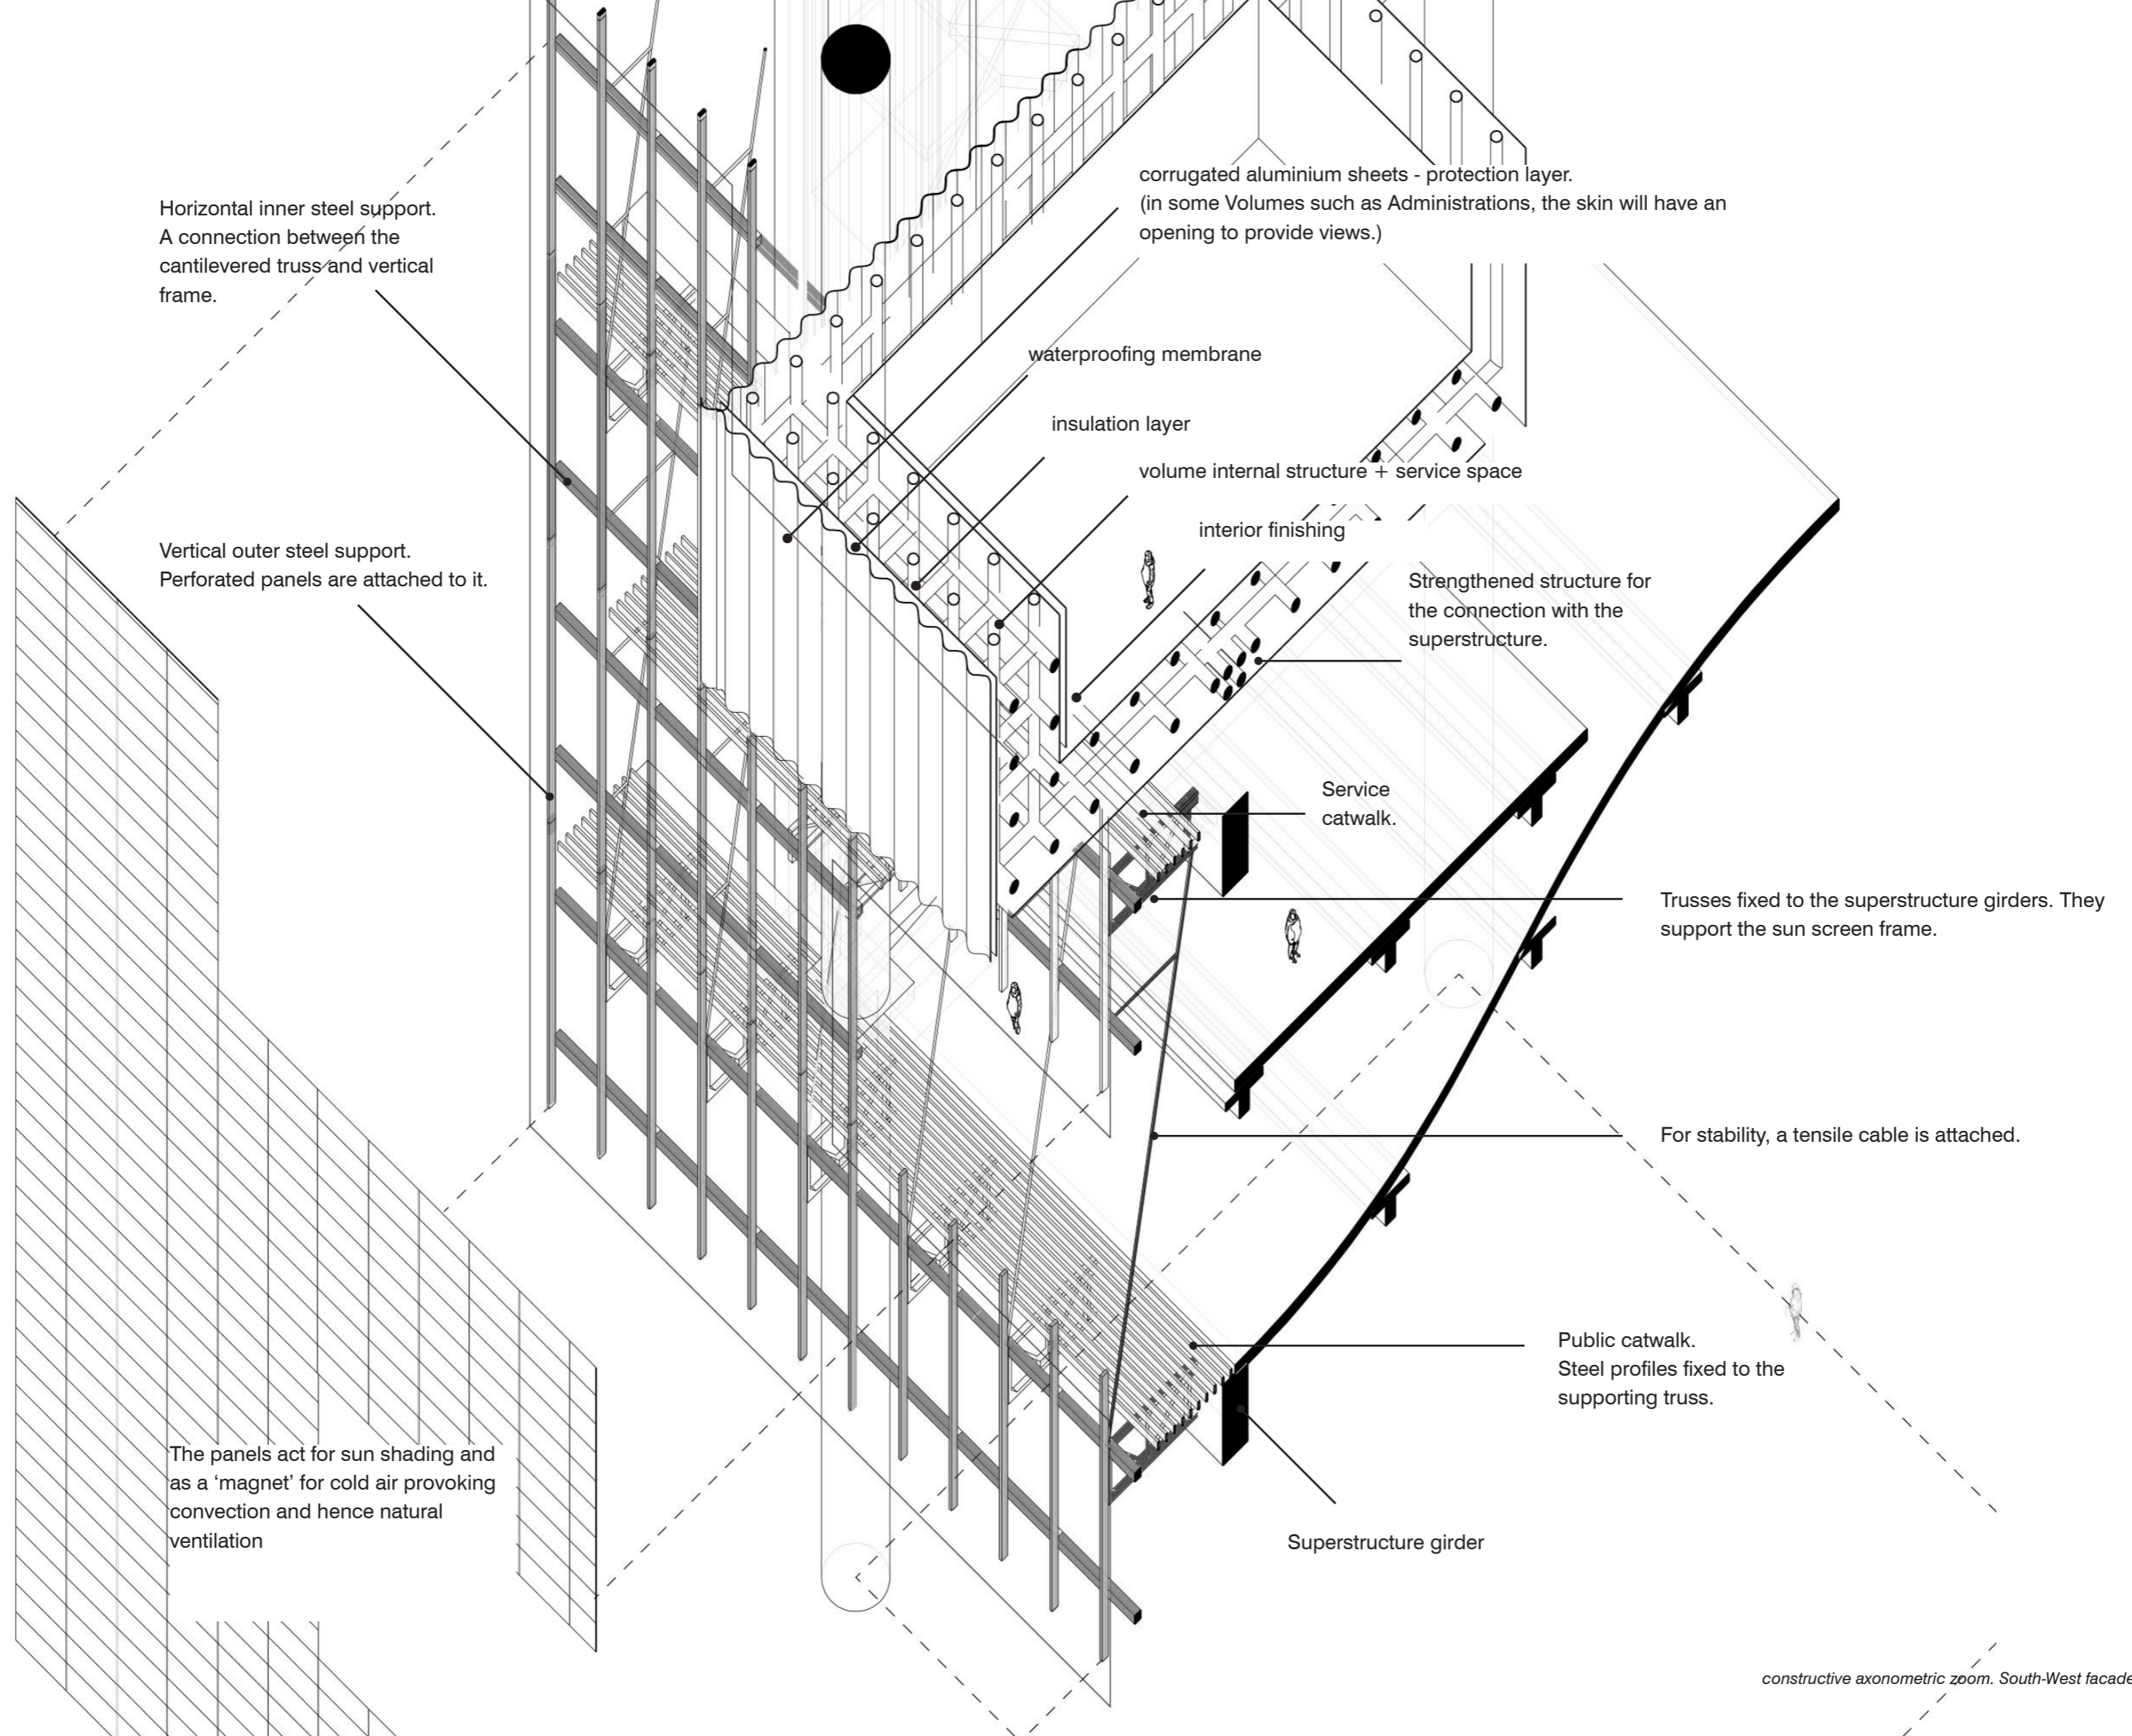 corrugated aluminium sheets - protection layer.
(in some Volumes such as Administrations, the skin will have an
opening to provide views.)
Horizontal inner steel support.
A connection between the
cantilevered truss and vertical
frame.
waterproofing membrane
insulation layer
volume internal structure + service space
interior finishing
Vertical outer steel support.
Perforated panels are attached to it.
Strengthened structure for
the connection with the
superstructure.
Service
catwalk.
Trusses fixed to the superstructure girders. They
support the sun screen frame.
For stability, a tensile cable is attached.
Public catwalk.
Steel profiles fixed to the
supporting truss.
The panels act for sun shading and
as a ‘magnet’ for cold air provoking
convection and hence natural
ventilation
Superstructure girder
constructive axonometric zoom. South-West facade